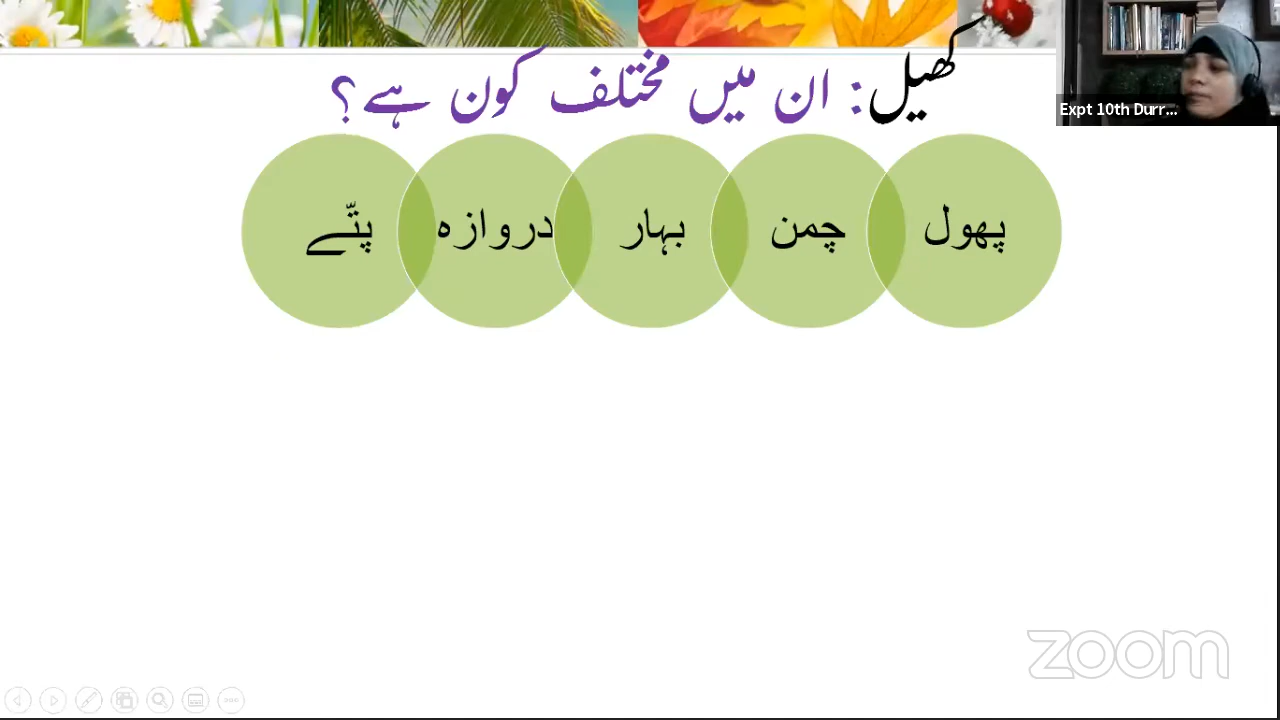 کھیل: ان میں مختلف کون ہے؟
پھول چمن بہار دروازہ پتّے
Expt 10th Durr...
zoom